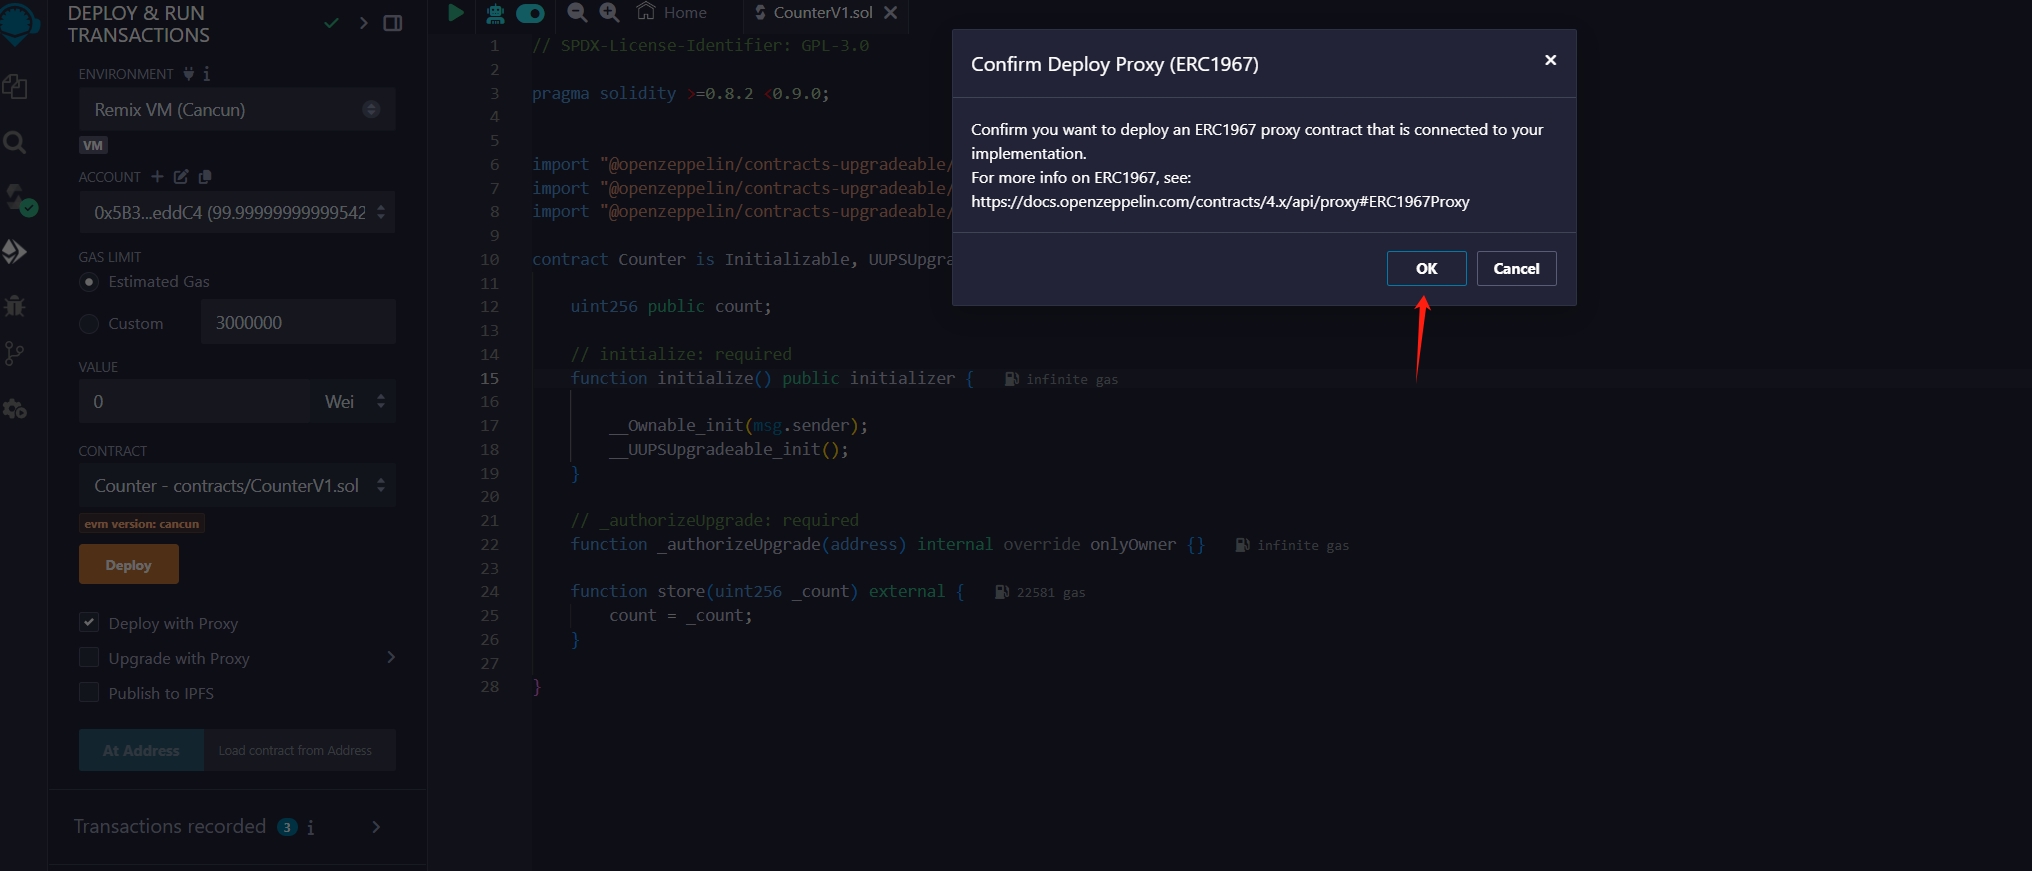 DEPLOY & RUN
TRANSACTIONS
ENVIRONMENT
Remix VM (Cancun)
VM
ACCOUNT
0x5B3...eddC4 (99.99999999999542
GAS LIMIT
Estimated Gas
Custom
3000000
VALUE
0
Wei
CONTRACT
Counter - contracts/CounterV1.sol
evm version: cancun
Deploy
Deploy with Proxy
Upgrade with Proxy
Publish to IPFS
At Address
Load contract from Address
Transactions recorded 3
Home
CounterV1.sol
1 // SPDX-License-Identifier: GPL-3.0
2
3 pragma solidity >=0.8.2 <0.9.0;
4
5
6 import "@openzeppelin/contracts-upgradeable/
7 import "@openzeppelin/contracts-upgradeable/
8 import "@openzeppelin/contracts-upgradeable/
9
10 contract Counter is Initializable, UUPSUpgra
11
12 uint256 public count;
13
14 // initialize: required
15 function initialize() public initializer { infinite gas
16
17 __Ownable_init(msg.sender);
18 __UUPSUpgradeable_init();
19 }
20
21 // _authorizeUpgrade: required
22 function _authorizeUpgrade(address) internal override onlyOwner {} infinite gas
23
24 function store(uint256 _count) external { 22581 gas
25 count = _count;
26 }
27
28 }
Confirm Deploy Proxy (ERC1967)
Confirm you want to deploy an ERC1967 proxy contract that is connected to your
implementation.
For more info on ERC1967, see:
https://docs.openzeppelin.com/contracts/4.x/api/proxy#ERC1967Proxy
OK
Cancel